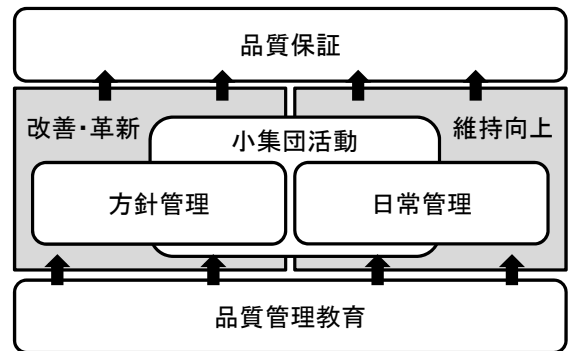 品質保証
改善・革新
維持向上
小集団活動
方針管理
日常管理
品質管理教育